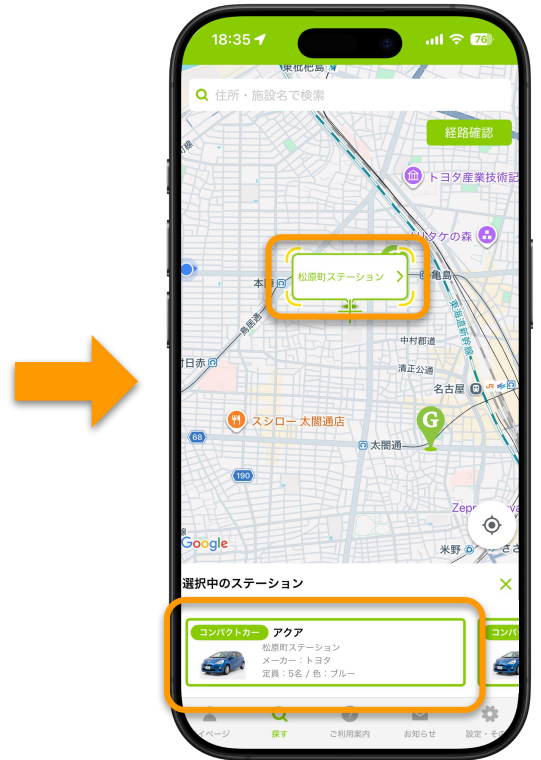 18:35
76
東枇杷島
住所・施設名で検索
経路確認
トヨタ産業技術記
ノリタケの森
松原町ステーション
本陣
亀島
鳥居通
東海道新幹線
中村郡道
清正公通
日赤
名古屋
JR
スシロー 太閤通店
G
68
太閤通
190
Zepp
Google
米野
ささ
選択中のステーション
コンパクトカー
アクア
松原町ステーション
メーカー：トヨタ
定員：5名 / 色：ブルー
コンパ
イページ
探す
ご利用案内
お知らせ
設定・その